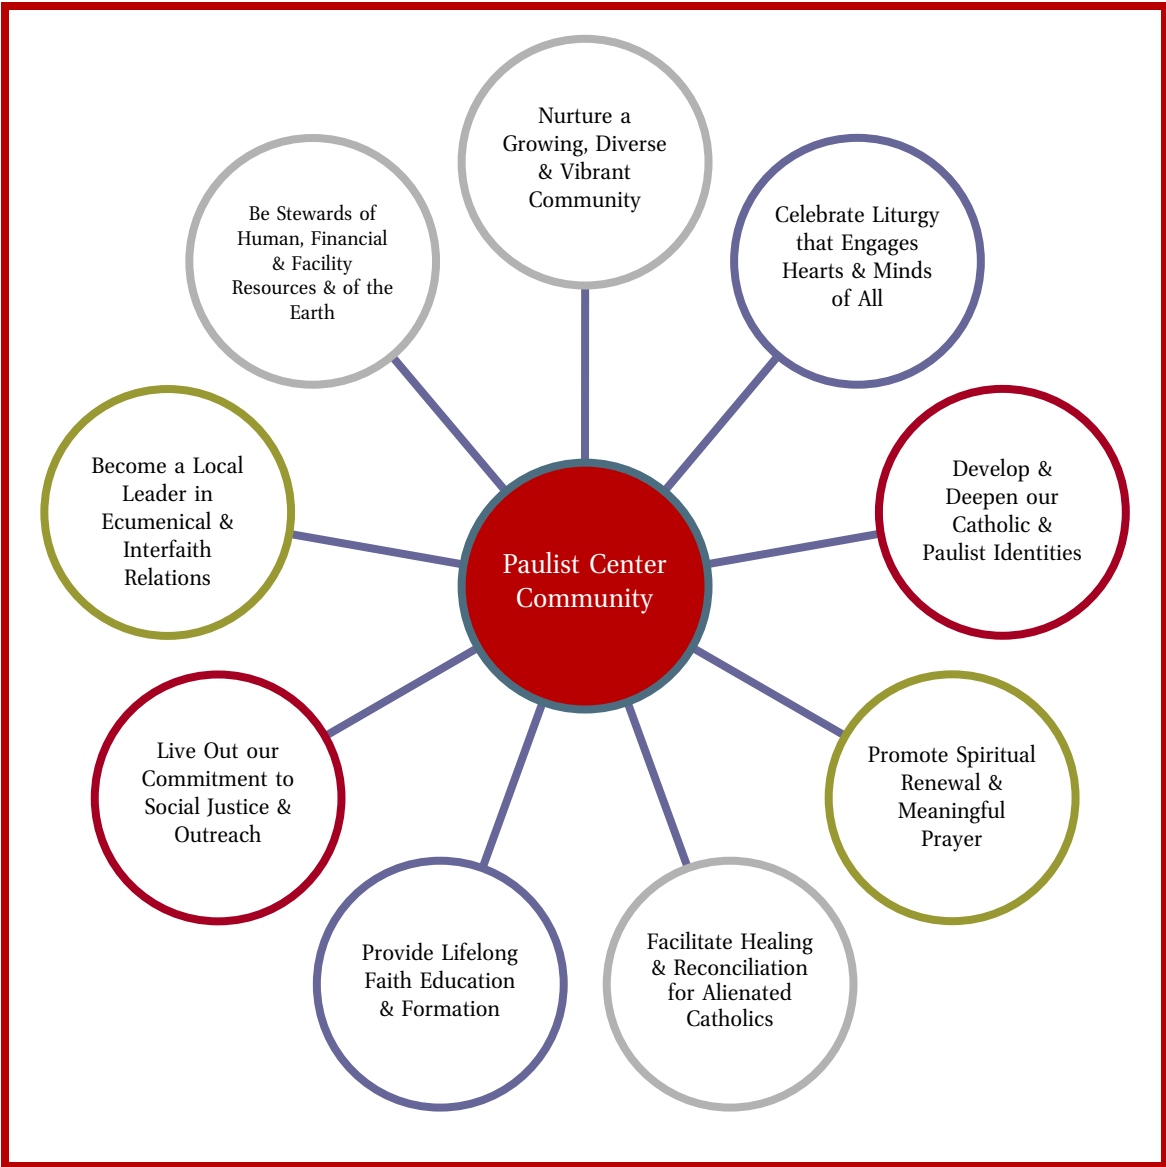 Nurture a
Growing, Diverse
& Vibrant
Community
Celebrate Liturgy
that Engages
Hearts & Minds
of All
Develop &
Deepen our
Catholic &
Paulist Identities
Promote Spiritual
Renewal &
Meaningful
Prayer
Facilitate Healing
& Reconciliation
for Alienated
Catholics
Provide Lifelong
Faith Education
& Formation
Live Out our
Commitment to
Social Justice &
Outreach
Become a Local
Leader in
Ecumenical &
Interfaith
Relations
Be Stewards of
Human, Financial
& Facility
Resources & of the
Earth
Paulist Center
Community